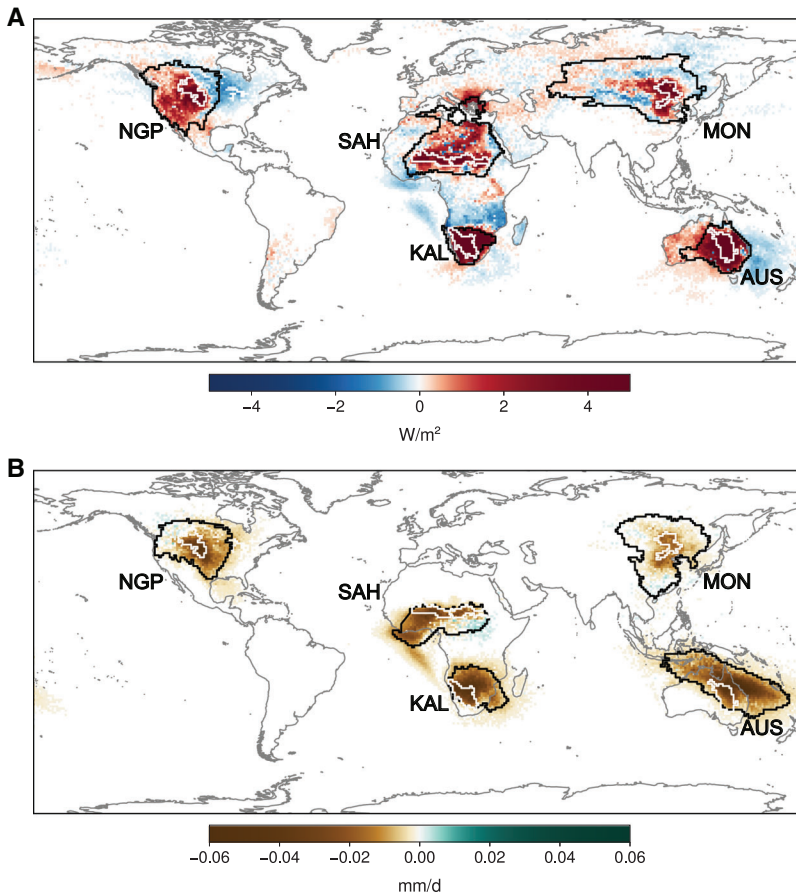 A
NGP
SAH
MON
KAL
AUS
−4 −2 0 2 4
W/m²
B
NGP
SAH
MON
KAL
AUS
-0.06 -0.04 -0.02 0.00 0.02 0.04 0.06
mm/d